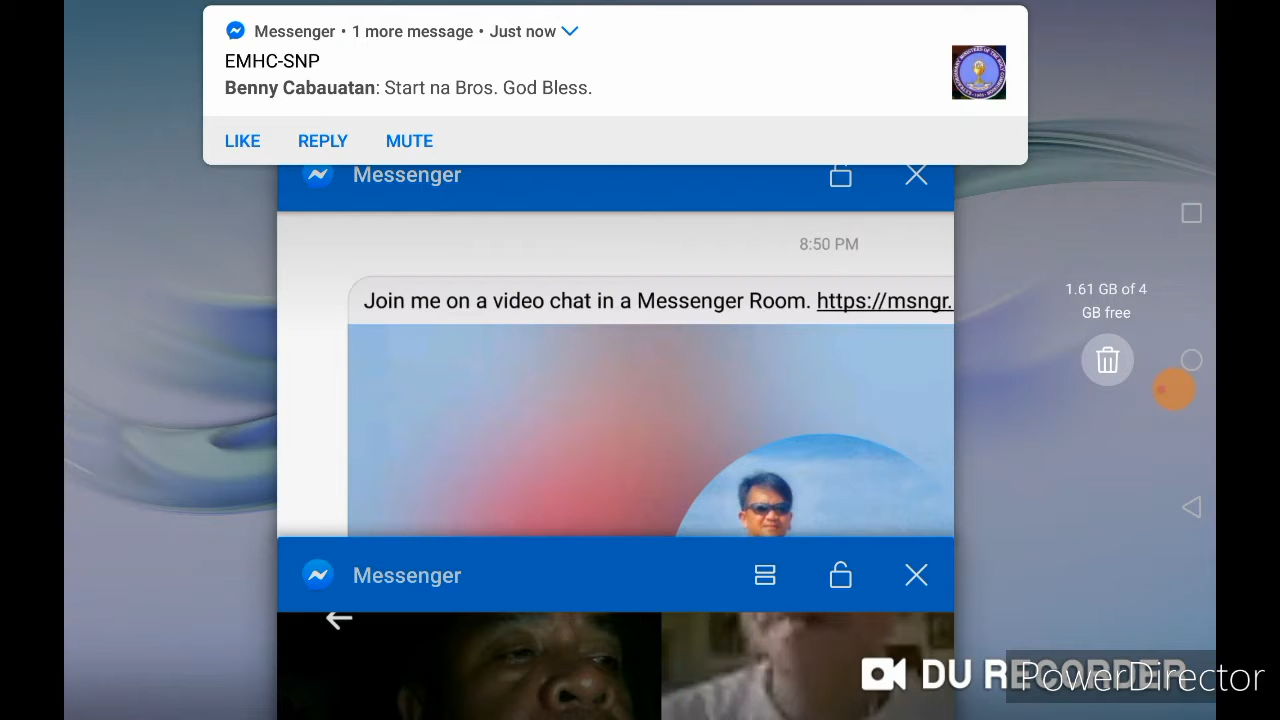 Messenger • 1 more message • Just now
EMHC-SNP
Benny Cabauatan: Start na Bros. God Bless.
LIKE REPLY MUTE
Messenger
8:50 PM
Join me on a video chat in a Messenger Room. https://msngr.
1.61 GB of 4
GB free
Messenger
DU RECORDER
PowerDirector